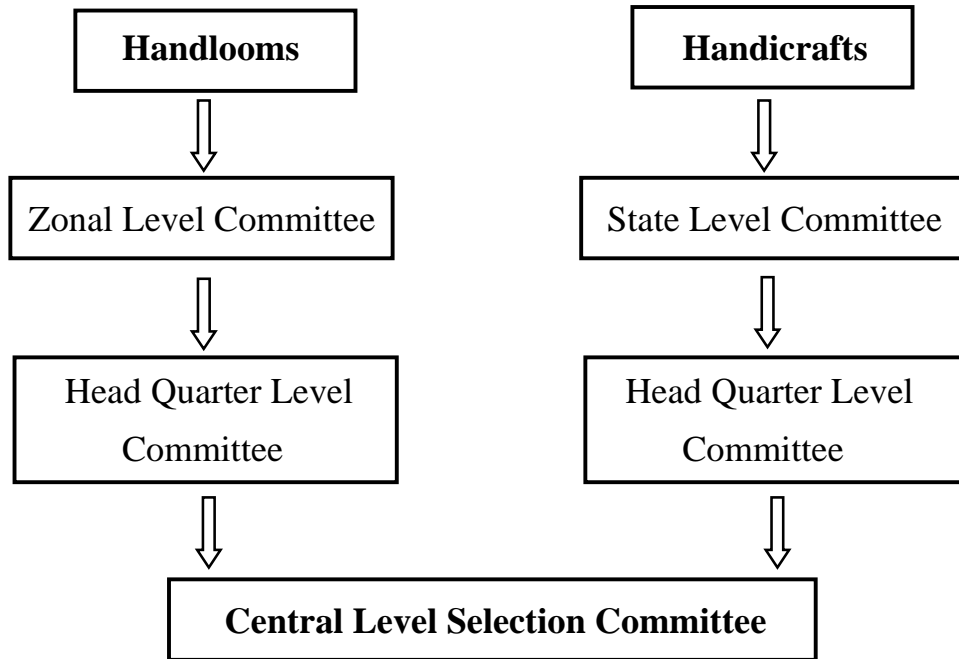 Handlooms
Handicrafts
Zonal Level Committee
State Level Committee
Head Quarter Level
Committee
Head Quarter Level
Committee
Central Level Selection Committee